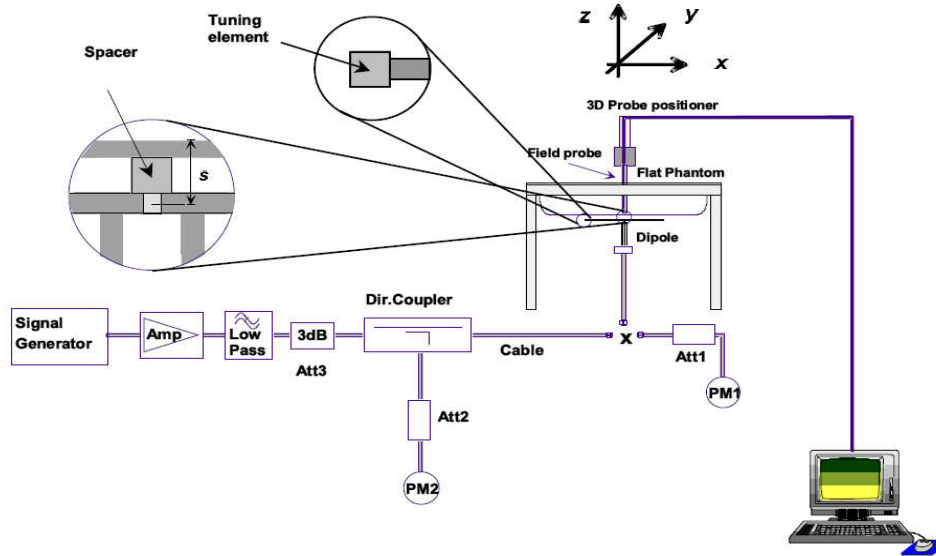 Tuning
element
Spacer
s
z
y
x
3D Probe positioner
Field probe
Flat Phantom
Dipole
Signal
Generator
Amp
Low
Pass
3dB
Att3
Dir.Coupler
Cable
x
Att1
PM1
Att2
PM2